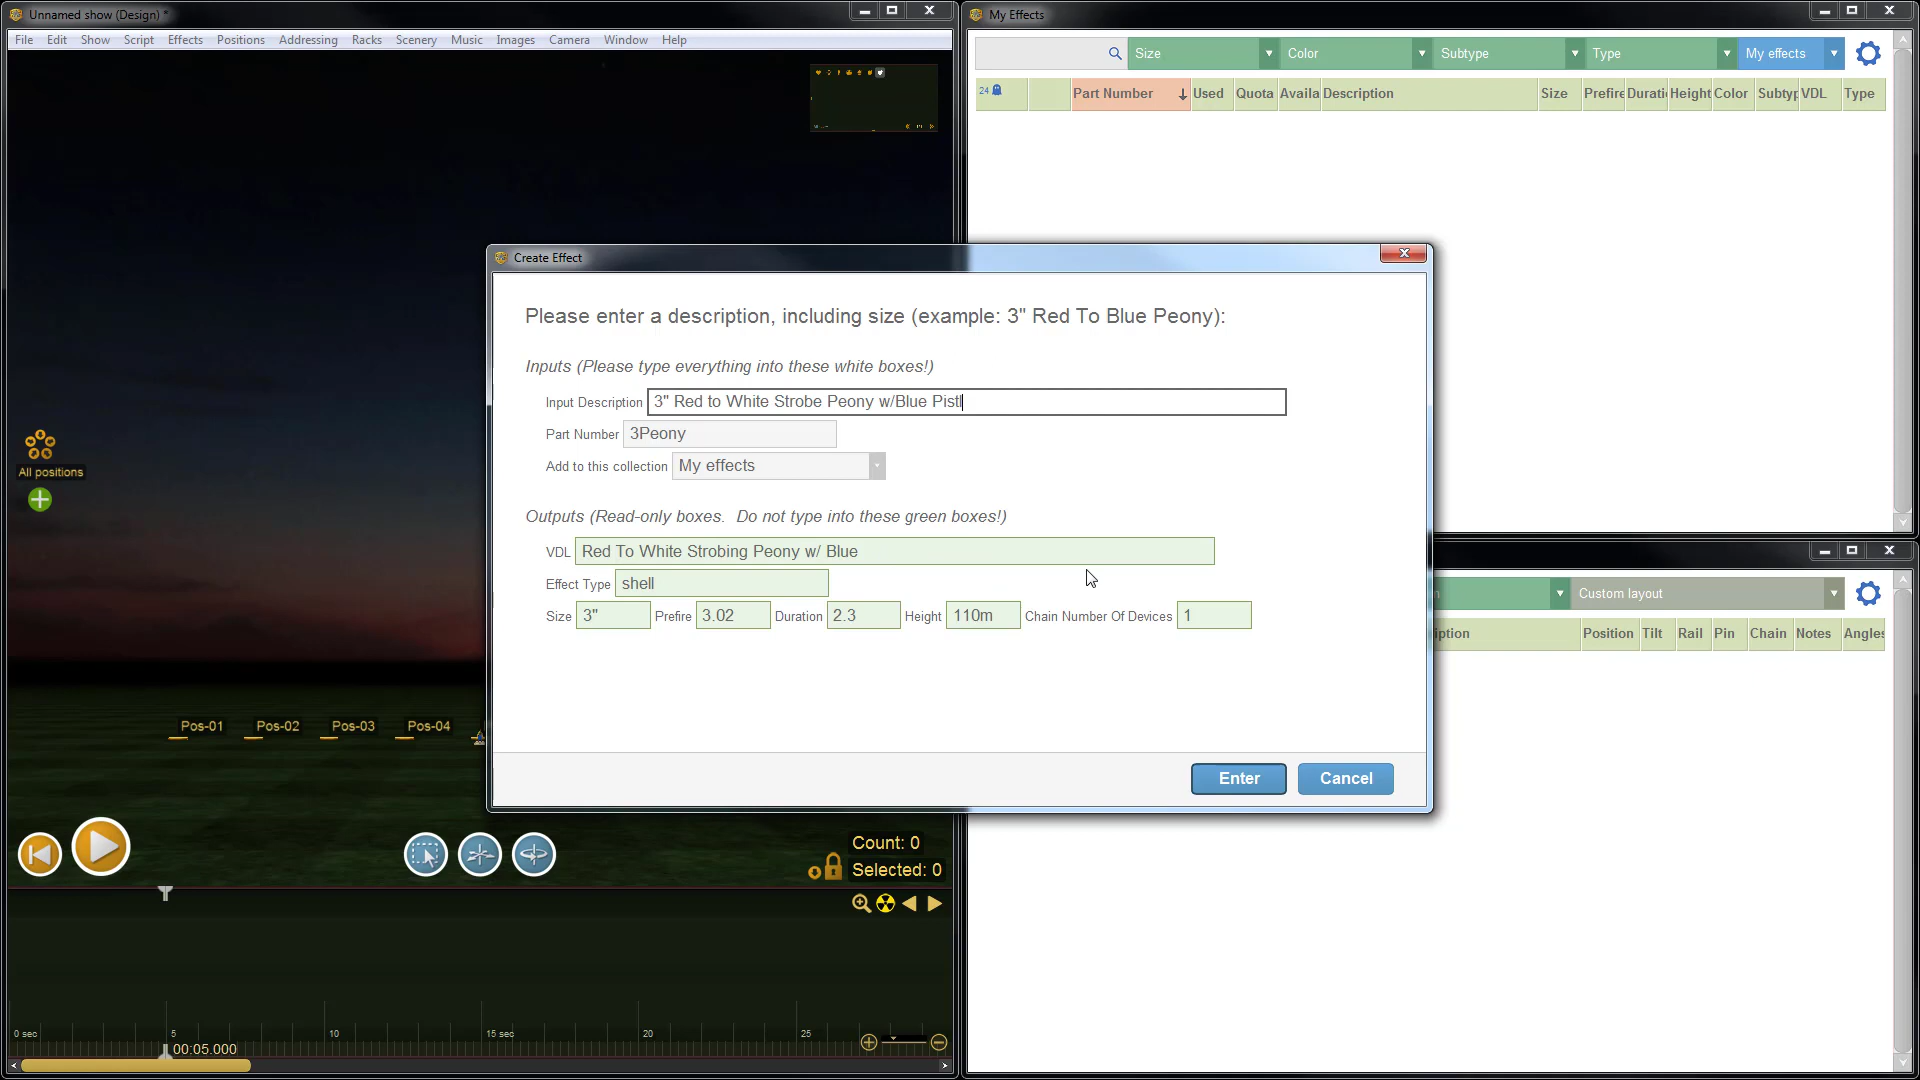 Unnamed show (Design) *
File Edit Show Script Effects Positions Addressing Racks Scenery Music Images Camera Window Help
My Effects
Size Color Subtype Type My effects
24 Part Number Used Quota Availa Description Size Prefire Duratic Height Color Subtyp VDL Type
Create Effect
Please enter a description, including size (example: 3" Red To Blue Peony):
Inputs (Please type everything into these white boxes!)
Input Description 3" Red to White Strobe Peony w/Blue Pistl
Part Number 3Peony
Add to this collection My effects
Outputs (Read-only boxes. Do not type into these green boxes!)
VDL Red To White Strobing Peony w/ Blue
Effect Type shell
Size 3" Prefire 3.02 Duration 2.3 Height 110m Chain Number Of Devices 1
Enter Cancel
All positions
Pos-01 Pos-02 Pos-03 Pos-04
Custom layout
iption Position Tilt Rail Pin Chain Notes Angles
Count: 0
Selected: 0
0 sec 5 10 15 sec 20 25
00:05.000